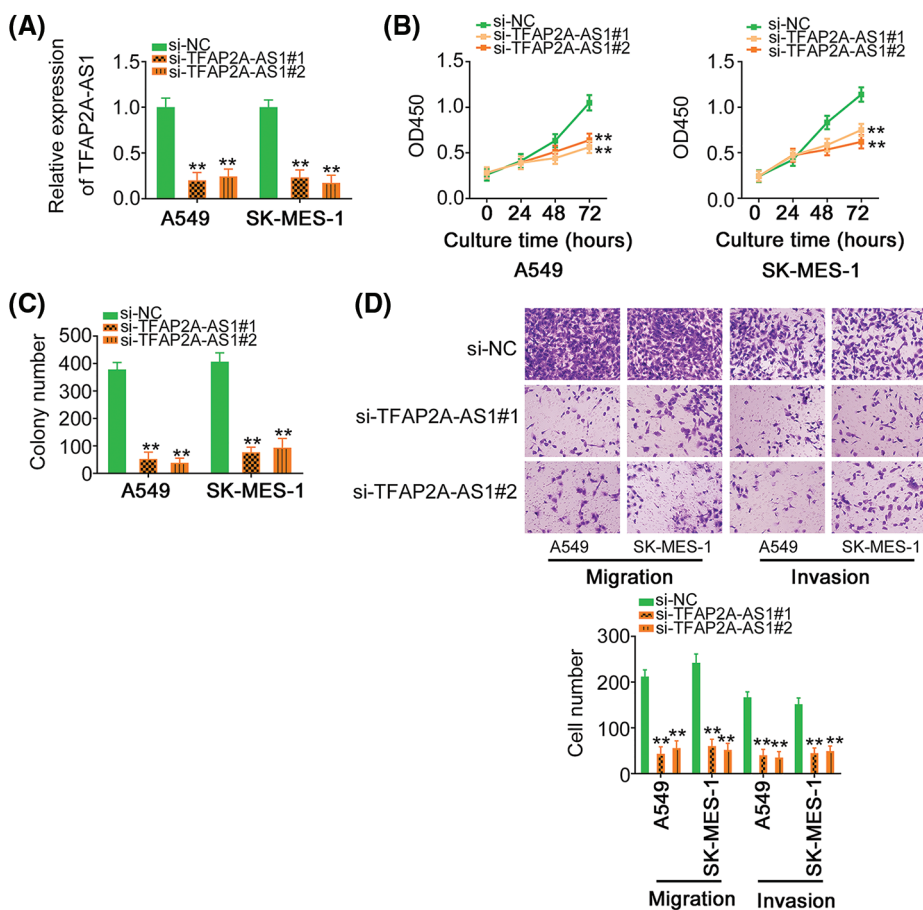 (A)
si-NC
si-TFAP2A-AS1#1
si-TFAP2A-AS1#2
Relative expression
of TFAP2A-AS1
1.5
1.0
0.5
0.0
** ** ** **
A549 SK-MES-1
(B)
si-NC
si-TFAP2A-AS1#1
si-TFAP2A-AS1#2
OD450
1.5
1.0
0.5
0.0
**
**
0 24 48 72
Culture time (hours)
A549
si-NC
si-TFAP2A-AS1#1
si-TFAP2A-AS1#2
OD450
1.5
1.0
0.5
0.0
**
**
0 24 48 72
Culture time (hours)
SK-MES-1
(C)
si-NC
si-TFAP2A-AS1#1
si-TFAP2A-AS1#2
Colony number
500
400
300
200
100
0
** ** ** **
A549 SK-MES-1
(D)
si-NC
si-TFAP2A-AS1#1
si-TFAP2A-AS1#2
A549 SK-MES-1 A549 SK-MES-1
Migration Invasion
si-NC
si-TFAP2A-AS1#1
si-TFAP2A-AS1#2
Cell number
300
200
100
0
** ** ** ** ** ** ** **
A549 SK-MES-1 A549 SK-MES-1
Migration Invasion